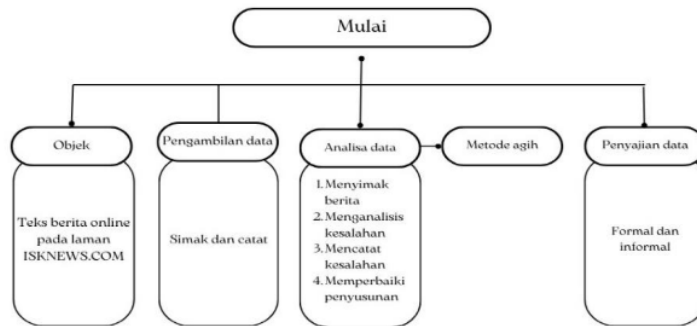 Mulai
Objek
Pengambilan data
Analisa data
Metode agih
Penyajian data
Teks berita online
pada laman
ISKNEWS.COM
Simak dan catat
1. Menyimak
berita
2. Menganalisis
kesalahan
3. Mencatat
kesalahan
4. Memperbaiki
penyusunan
Formal dan
informal